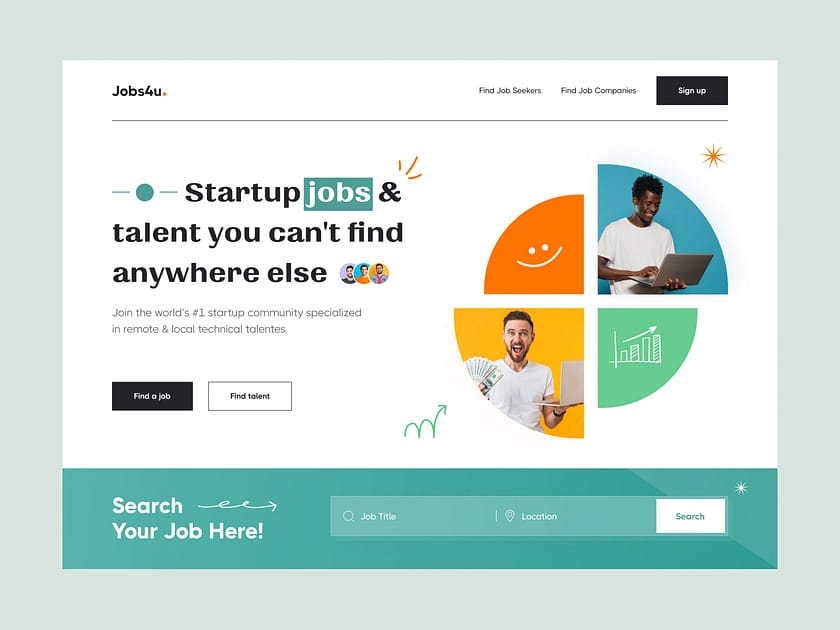 Jobs4u.
Find Job Seekers
Find Job Companies
Sign up
Startup jobs &
talent you can't find
anywhere else
Join the world's #1 startup community specialized
in remote & local technical talentes.
Find a job
Find talent
Search
Your Job Here!
Job Title
Location
Search